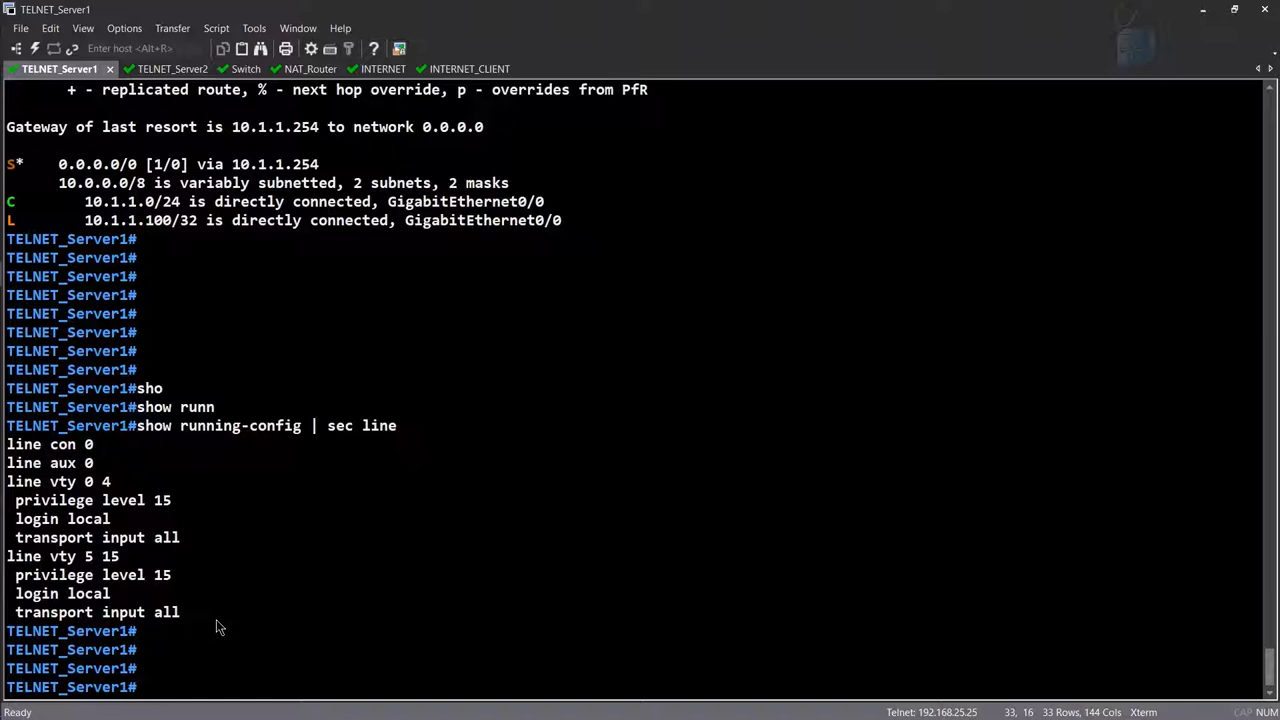 TELNET_Server1
File Edit View Options Transfer Script Tools Window Help
Enter host <Alt+R>
TELNET_Server1 TELNET_Server2 Switch NAT_Router INTERNET INTERNET_CLIENT
+ - replicated route, % - next hop override, p - overrides from PfR
Gateway of last resort is 10.1.1.254 to network 0.0.0.0
S* 0.0.0.0/0 [1/0] via 10.1.1.254
10.0.0.0/8 is variably subnetted, 2 subnets, 2 masks
C 10.1.1.0/24 is directly connected, GigabitEthernet0/0
L 10.1.1.100/32 is directly connected, GigabitEthernet0/0
TELNET_Server1#
TELNET_Server1#
TELNET_Server1#
TELNET_Server1#
TELNET_Server1#
TELNET_Server1#
TELNET_Server1#
TELNET_Server1#
TELNET_Server1#sho
TELNET_Server1#show runn
TELNET_Server1#show running-config | sec line
line con 0
line aux 0
line vty 0 4
privilege level 15
login local
transport input all
line vty 5 15
privilege level 15
login local
transport input all
TELNET_Server1#
TELNET_Server1#
TELNET_Server1#
TELNET_Server1#
Ready Telnet: 192.168.25.25 33, 16 33 Rows, 144 Cols Xterm CAP NUM